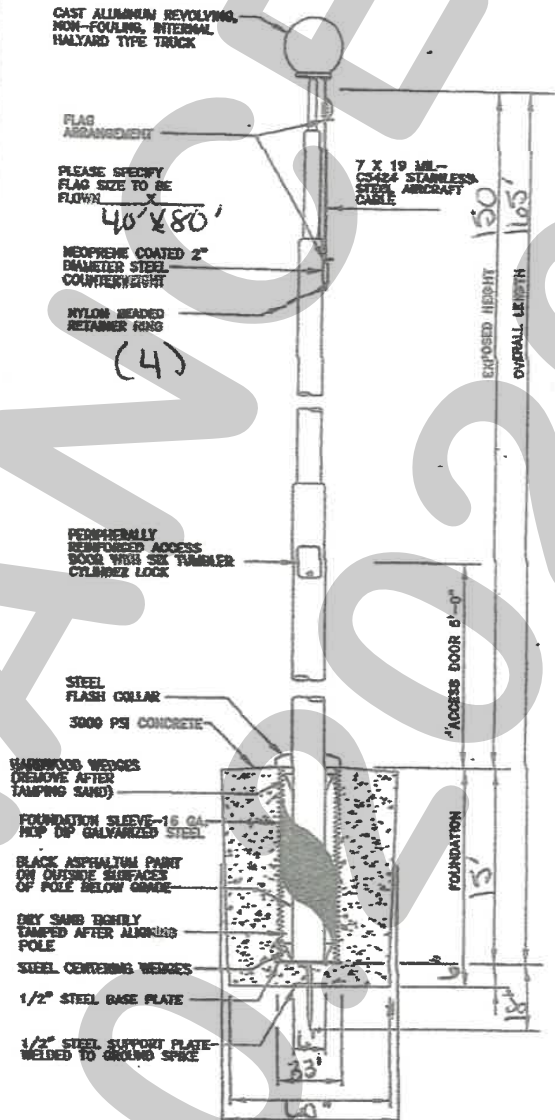 CAST ALUMINUM REVOLVING,
NON-FOULING, INTERNAL
HALYARD TYPE TRUCK
FLAG
ARRANGEMENT
7 X 19 MIL-
C5424 STAINLESS
STEEL AIRCRAFT
CABLE
PLEASE SPECIFY
FLAG SIZE TO BE
FLOWN X
40' X 80'
NEOPRENE COATED 2"
DIAMETER STEEL
COUNTERWEIGHT
NYLON BEADED
RETAINER RING
(4)
EXPOSED HEIGHT 150
OVERALL LENGTH 165'
PERIPHERALLY
REINFORCED ACCESS
DOOR WITH SIX TUMBLER
CYLINDER LOCK
ACCESS DOOR 6'-0"
STEEL
FLASH COLLAR
3000 PSI CONCRETE
HARDWOOD WEDGES
(REMOVE AFTER
TAMPING SAND)
FOUNDATION SLEEVE-16 GA.
HOP DIP GALVANIZED STEEL
BLACK ASPHALTUM PAINT
ON OUTSIDE SURFACES
OF POLE BELOW GRADE
FOUNDATION 15'
DRY SAND TIGHTLY
TAMPED AFTER ALIGNING
POLE
STEEL CENTERING WEDGES
1/2" STEEL BASE PLATE
6"
18"
1/2" STEEL SUPPORT PLATE-
WELDED TO GROUND SPIKE
33"
60"